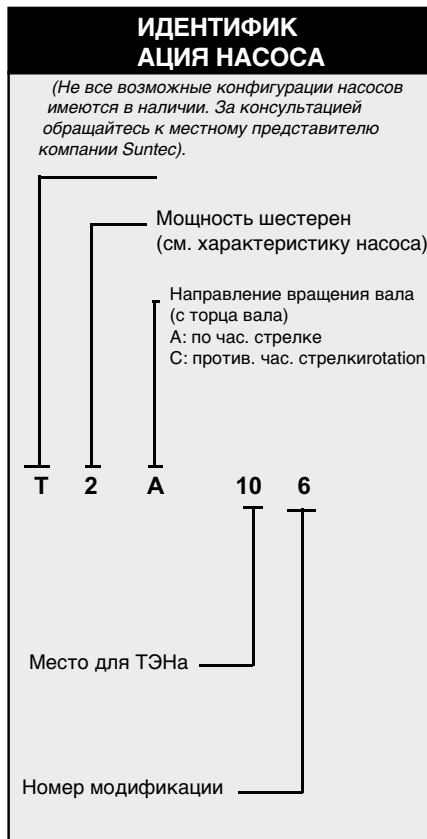 ИДЕНТИФИК
АЦИЯ НАСОСА
(Не все возможные конфигурации насосов
имеются в наличии. За консультацией
обращайтесь к местному представителю
компании Suntec).
Мощность шестерен
(см. характеристику насоса)
Направление вращения вала
(с торца вала)
А: по час. стрелке
С: против. час. стрелкиrotation
T 2 A 10 6
Место для ТЭНа
Номер модификации